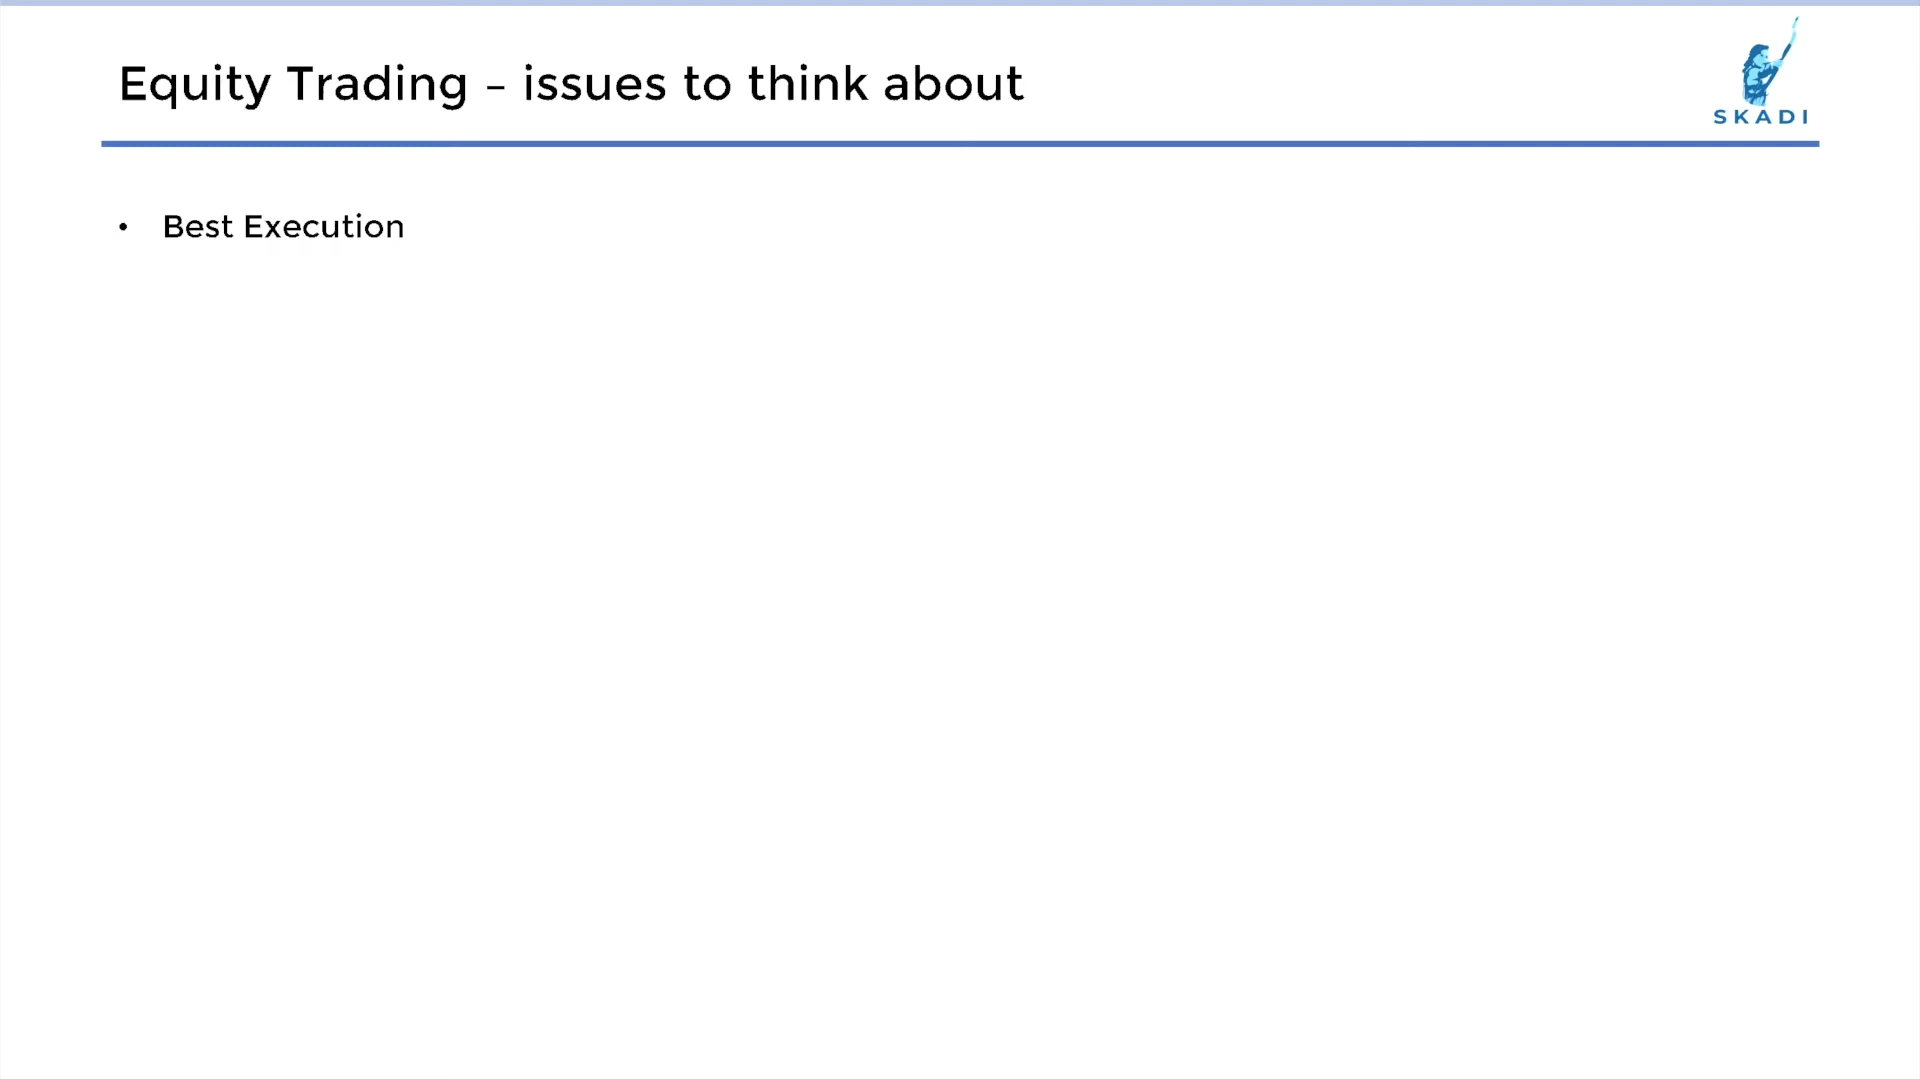 Equity Trading – issues to think about
SKADI
• Best Execution